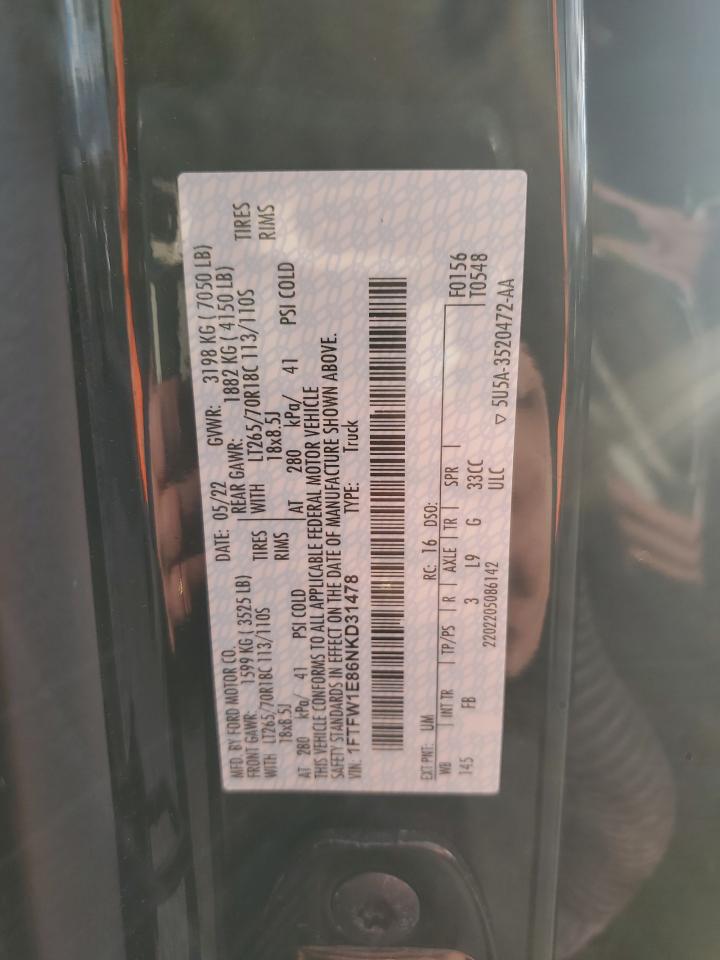 MFD. BY FORD MOTOR CO.
DATE: 05/22 GVWR: 3198 KG ( 7050 LB)
FRONT GAWR: 1599 KG ( 3525 LB) REAR GAWR: 1882 KG ( 4150 LB)
WITH LT265/70R18C 113/110S TIRES WITH LT265/70R18C 113/110S TIRES
18x8.5J RIMS 18x8.5J RIMS
AT 280 kPa/ 41 PSI COLD AT 280 kPa/ 41 PSI COLD
THIS VEHICLE CONFORMS TO ALL APPLICABLE FEDERAL MOTOR VEHICLE
SAFETY STANDARDS IN EFFECT ON THE DATE OF MANUFACTURE SHOWN ABOVE.
VIN: 1FTFW1E86NKD31478 TYPE: Truck
EXT PNT: UM RC: 16 DSO: F0156
WB INT TR TP/PS R AXLE TR SPR T0548
145 FB 3 L9 G 33CC
2202205086142 ULC ▽ 5U5A-3520472-AA